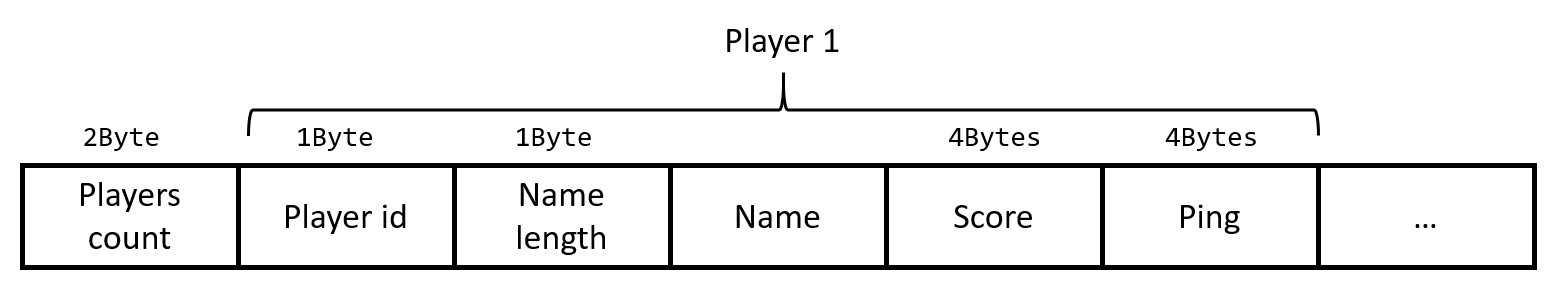 Player 1
2Byte
1Byte
1Byte
4Bytes
4Bytes
Players
count
Player id
Name
length
Name
Score
Ping
...